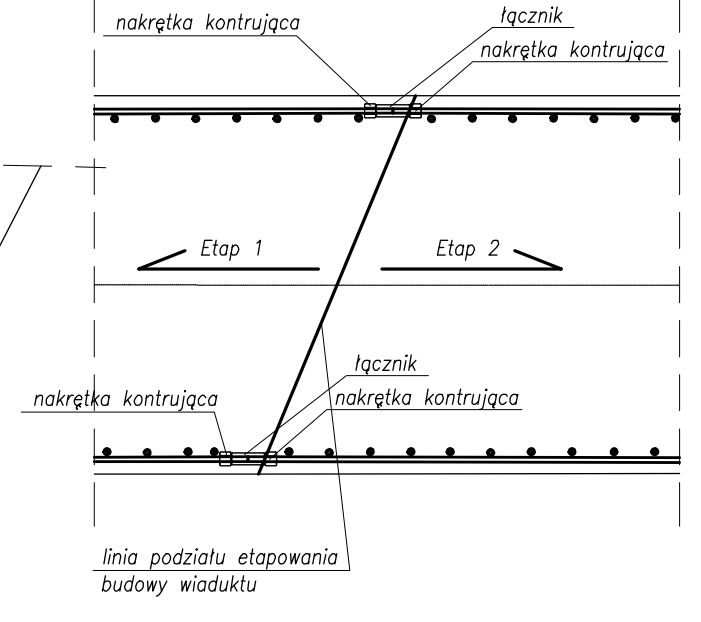 nakrętka kontrująca
łącznik
nakrętka kontrująca
Etap 1
Etap 2
łącznik
nakrętka kontrująca
nakrętka kontrująca
linia podziału etapowania
budowy wiaduktu